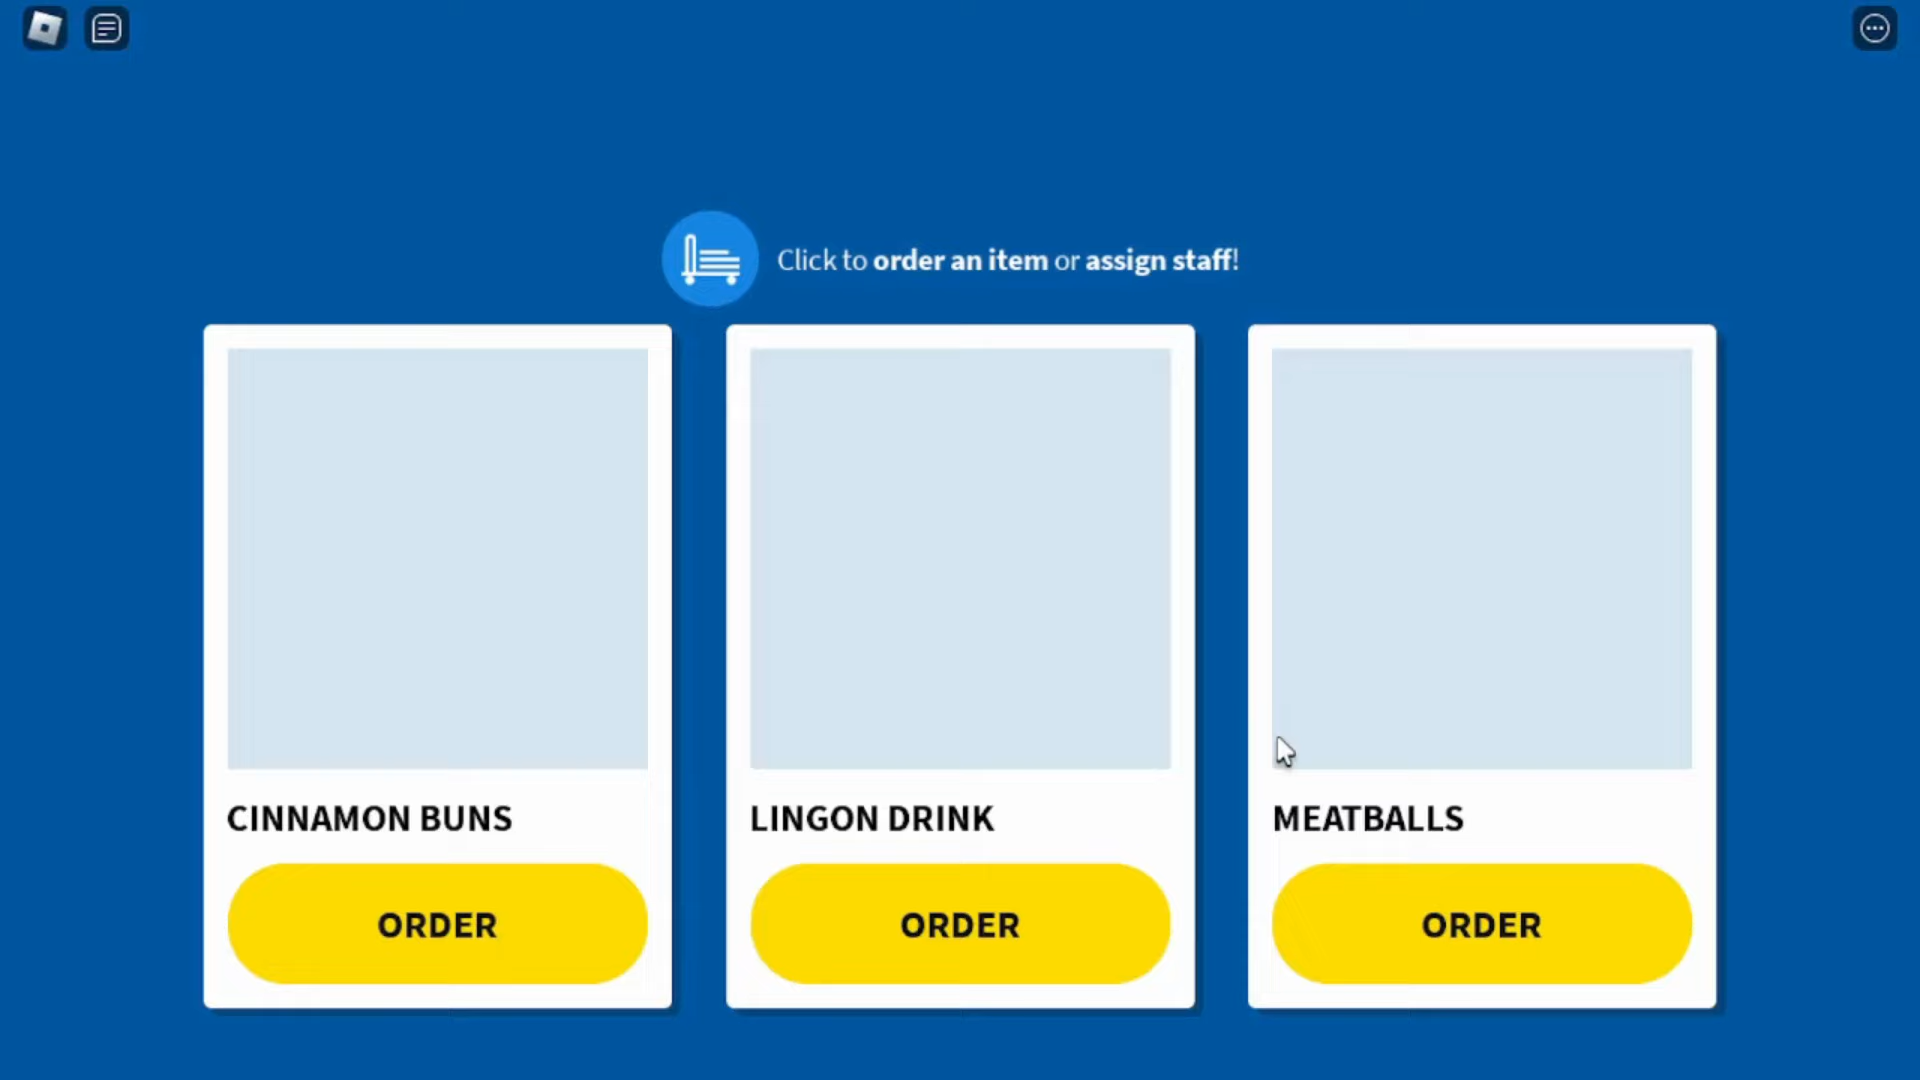 Click to order an item or assign staff!
CINNAMON BUNS
LINGON DRINK
MEATBALLS
ORDER
ORDER
ORDER